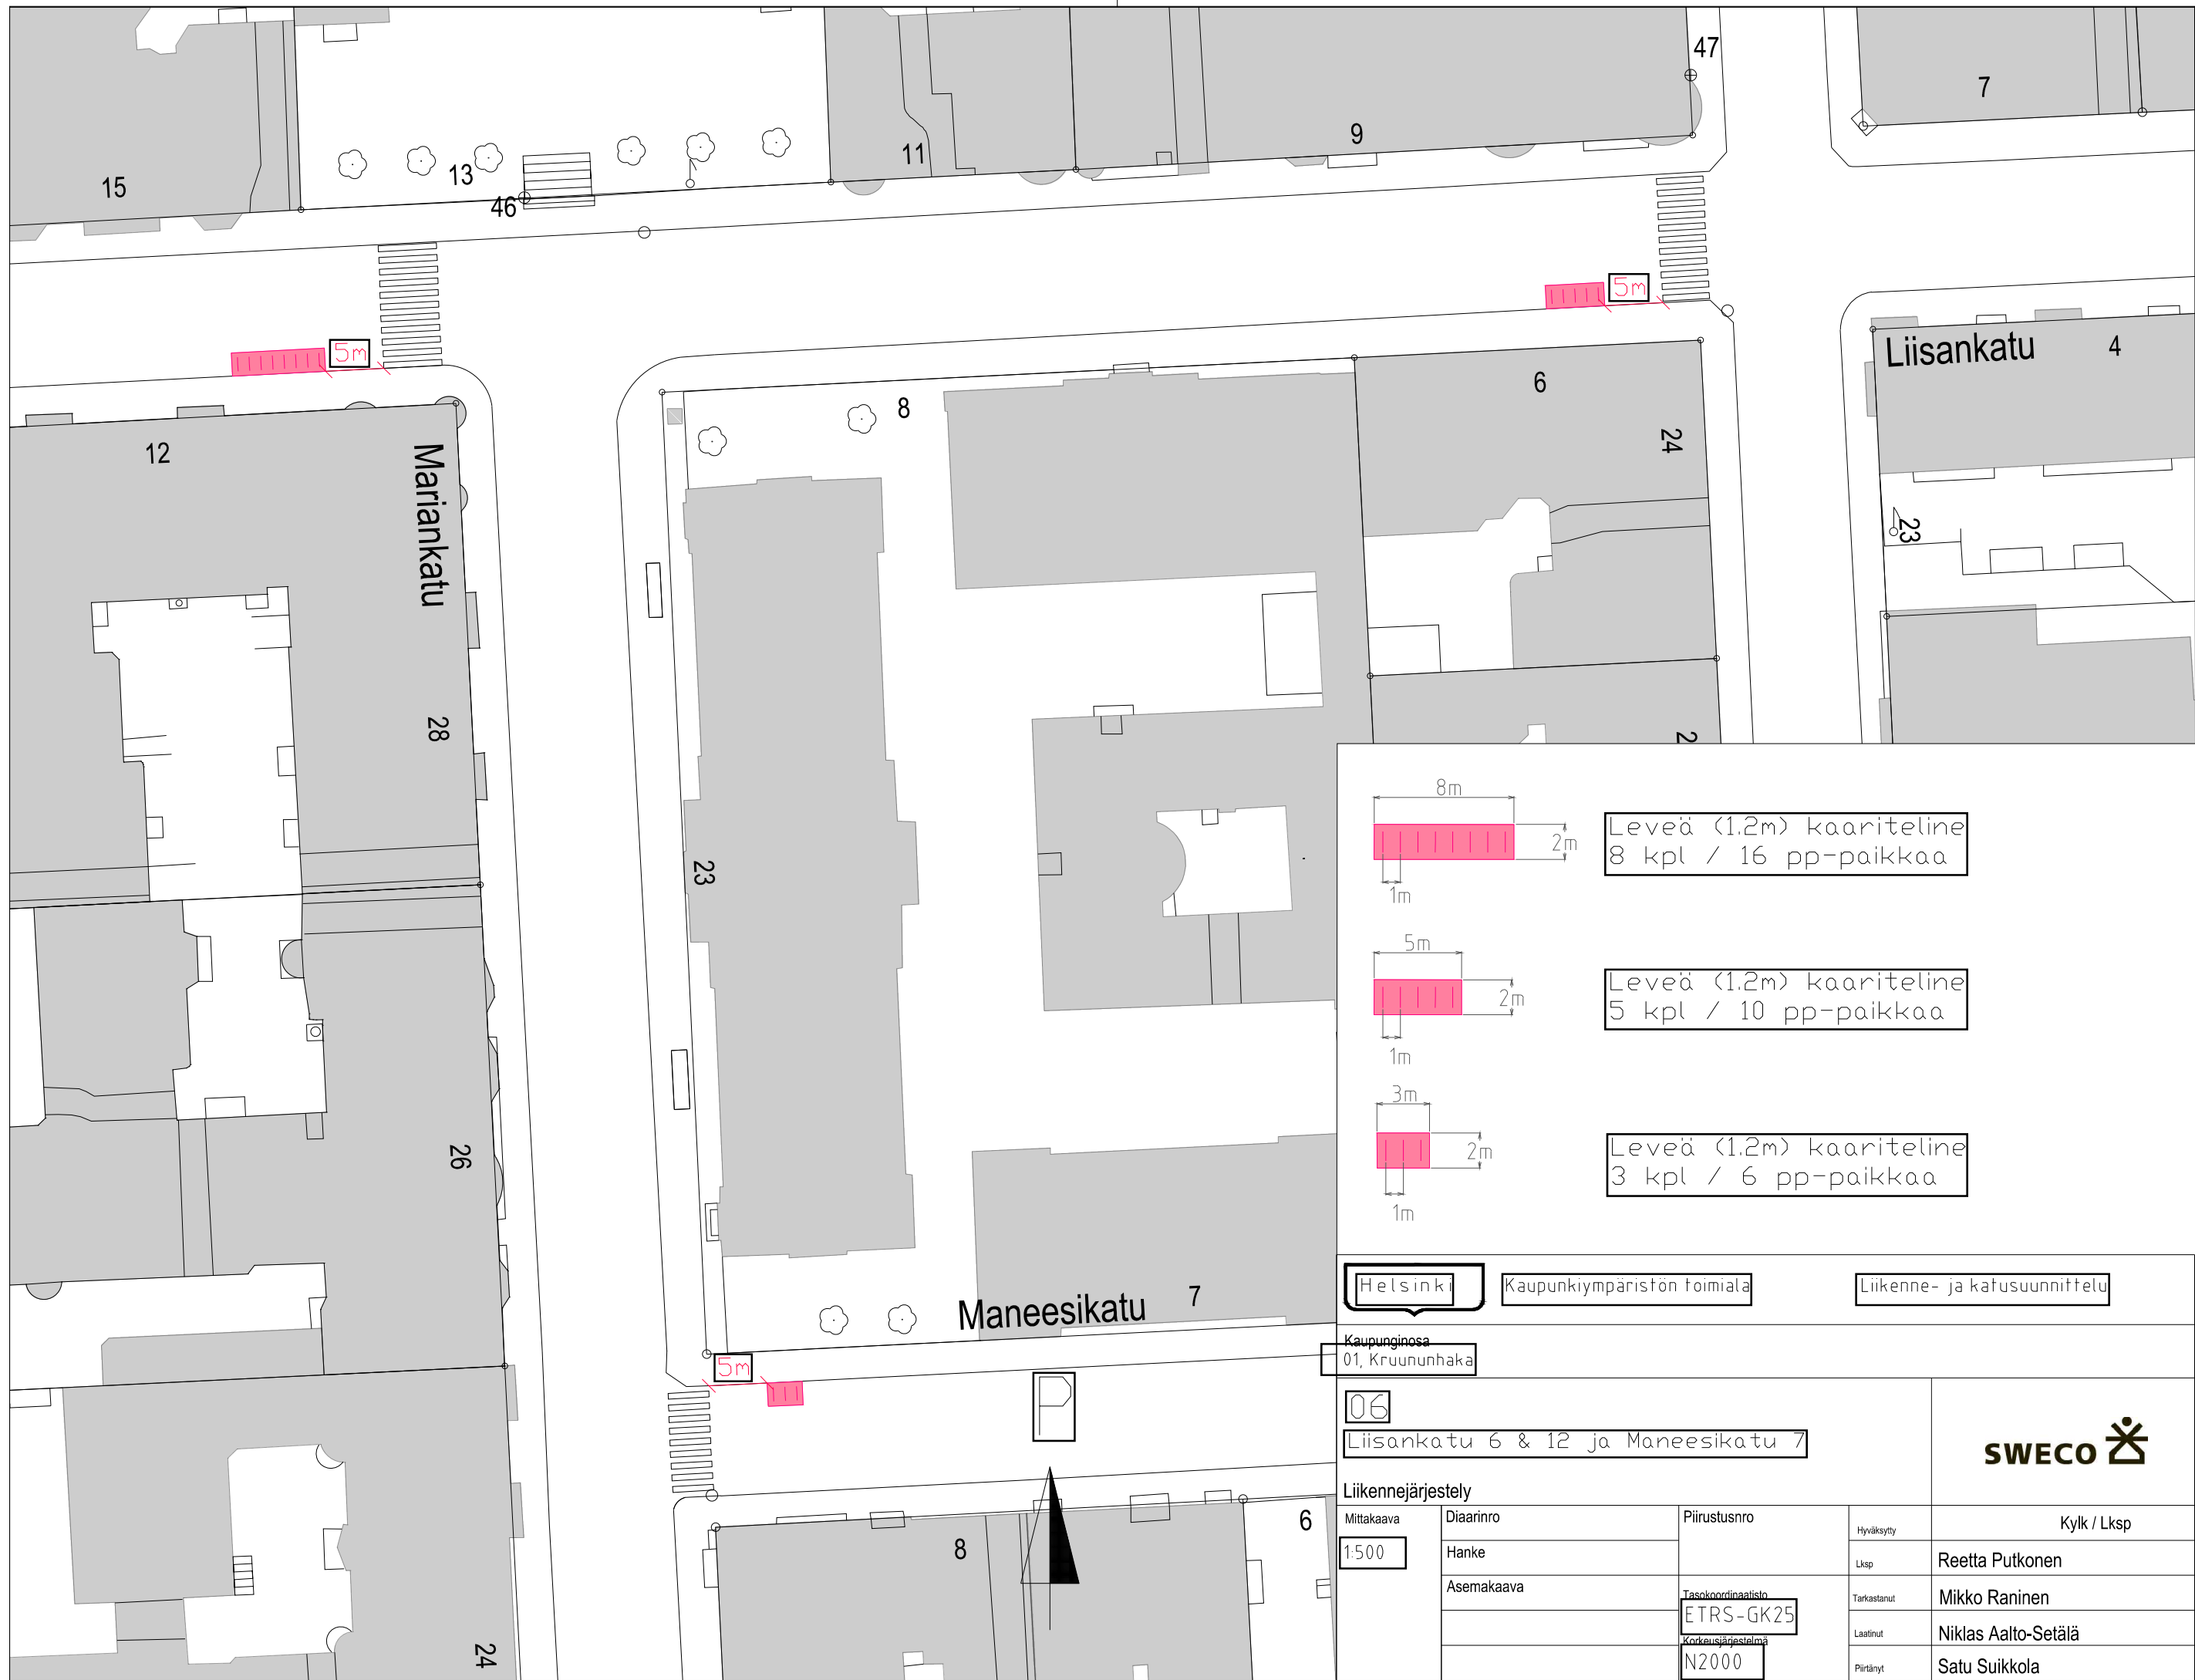 47
7
9
11
13
15
46
5m
5m
Liisankatu
4
6
8
24
12
Mariankatu
23
28
2
23
26
8m
2m
1m
Leveä (1.2m) kaariteline
8 kpl / 16 pp-paikkaa
5m
2m
1m
Leveä (1.2m) kaariteline
5 kpl / 10 pp-paikkaa
3m
2m
1m
Leveä (1.2m) kaariteline
3 kpl / 6 pp-paikkaa
Maneesikatu
7
5m
P
8
6
24
Helsinki
Kaupunkiympäristön toimiala
Liikenne- ja katusuunnittelu
Kaupunginosa
01, Kruununhaka
06
Liisankatu 6 & 12 ja Maneesikatu 7
Liikennejärjestely
SWECO
Mittakaava
1:500
Diaarinro
Hanke
Asemakaava
Piirustusnro
Tasokoordinaatisto
ETRS-GK25
Korkeusjärjestelmä
N2000
Hyväksytty
Kylk / Lksp
Lksp
Reetta Putkonen
Tarkastanut
Mikko Raninen
Laatinut
Niklas Aalto-Setälä
Piirtänyt
Satu Suikkola